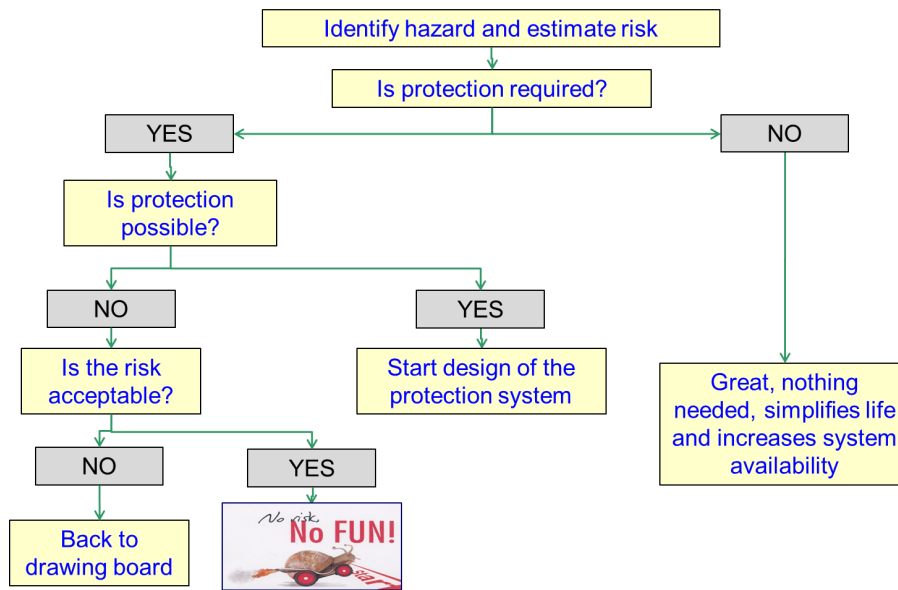 Identify hazard and estimate risk
Is protection required?
YES
NO
Is protection
possible?
NO
YES
Is the risk
acceptable?
Start design of the
protection system
Great, nothing
needed, simplifies life
and increases system
availability
NO
YES
Back to
drawing board
No risk,
No FUN!
START